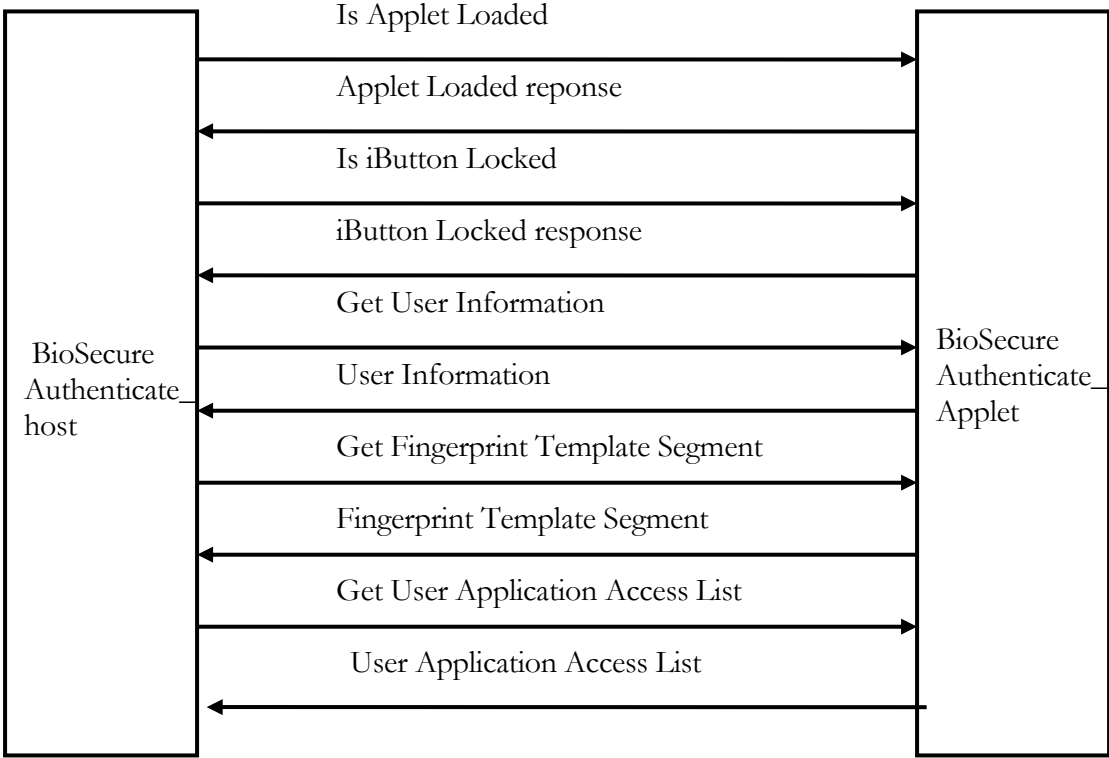 Is Applet Loaded
Applet Loaded reponse
Is iButton Locked
iButton Locked response
Get User Information
User Information
Get Fingerprint Template Segment
Fingerprint Template Segment
Get User Application Access List
User Application Access List
BioSecure
Authenticate_
host
BioSecure
Authenticate_
Applet